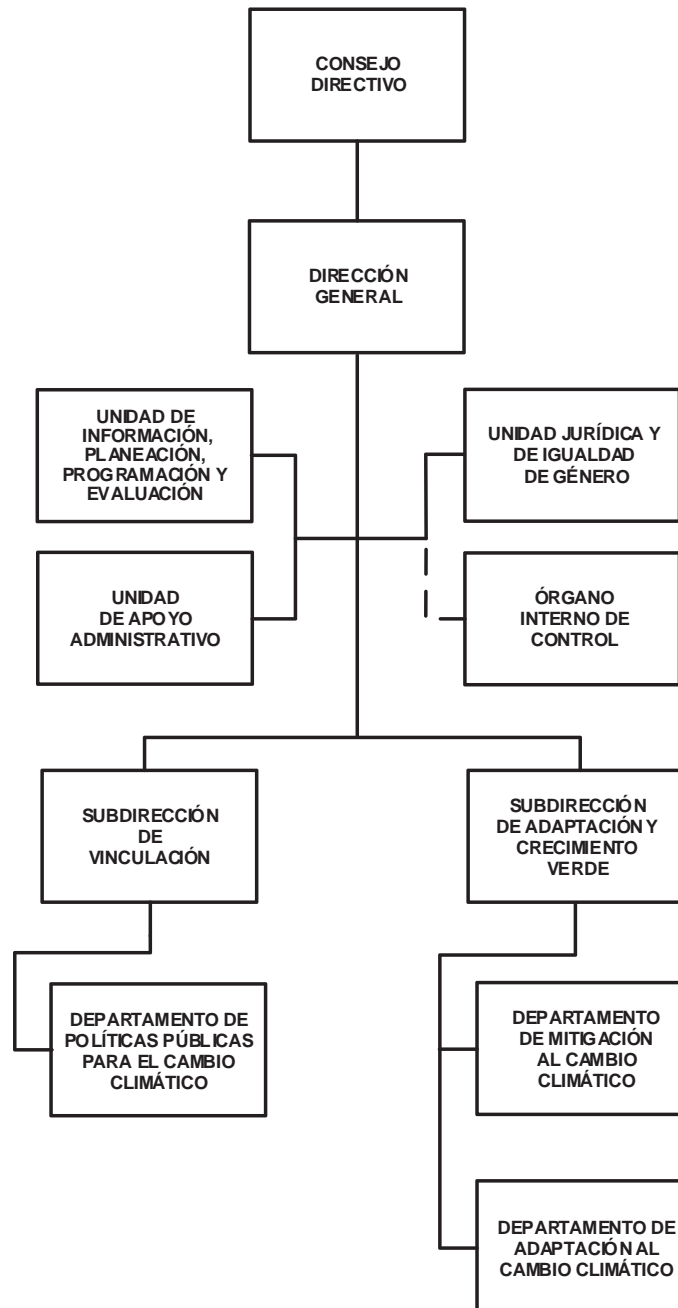 CONSEJO
DIRECTIVO
DIRECCIÓN
GENERAL
UNIDAD DE
INFORMACIÓN,
PLANEACIÓN,
PROGRAMACIÓN Y
EVALUACIÓN
UNIDAD JURÍDICA Y
DE IGUALDAD
DE GÉNERO
UNIDAD
DE APOYO
ADMINISTRATIVO
ÓRGANO
INTERNO DE
CONTROL
SUBDIRECCIÓN
DE
VINCULACIÓN
SUBDIRECCIÓN
DE ADAPTACIÓN Y
CRECIMIENTO
VERDE
DEPARTAMENTO DE
POLÍTICAS PÚBLICAS
PARA EL CAMBIO
CLIMÁTICO
DEPARTAMENTO
DE MITIGACIÓN
AL CAMBIO
CLIMÁTICO
DEPARTAMENTO DE
ADAPTACIÓN AL
CAMBIO CLIMÁTICO